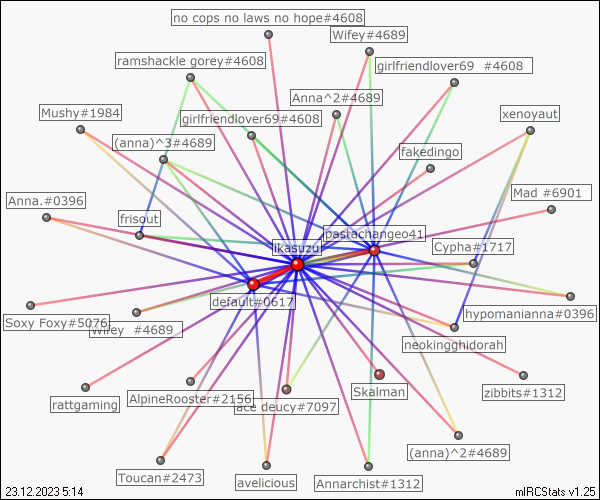 no cops no laws no hope#4608
Wifey#4689
ramshackle gorey#4608
girlfriendlover69 #4608
Anna^2#4689
Mushy#1984
girlfriendlover69#4608
xenoyaut
(anna)^3#4689
fakedingo
Mad #6901
Anna.#0396
frisout
pastachangeo41
ikasuzu
Cypha#1717
default#0617
hypomanianna#0396
Soxy Foxy#5076
Wifey #4689
neokingghidorah
zibbits#1312
Skalman
rattgaming
AlpineRooster#2156
ace deucy#7097
(anna)^2#4689
Toucan#2473
avelicious
Annarchist#1312
23.12.2023 5:14
mIRCStats v1.25